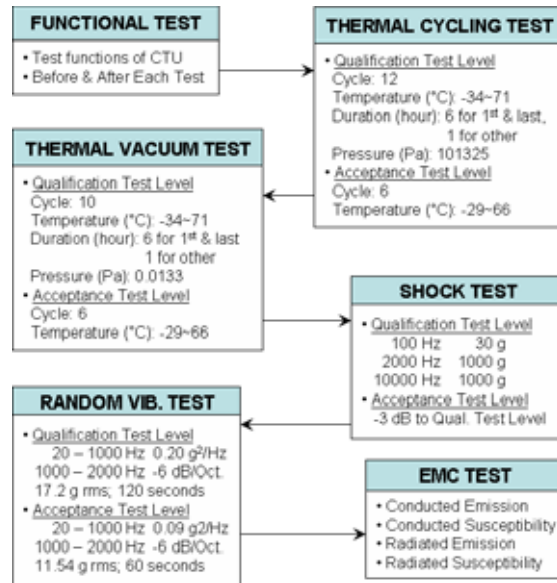 FUNCTIONAL TEST
• Test functions of CTU
• Before & After Each Test
THERMAL CYCLING TEST
• Qualification Test Level
Cycle: 12
Temperature (°C): -34~71
Duration (hour): 6 for 1st & last,
1 for other
Pressure (Pa): 101325
• Acceptance Test Level
Cycle: 6
Temperature (°C): -29~66
THERMAL VACUUM TEST
• Qualification Test Level
Cycle: 10
Temperature (°C): -34~71
Duration (hour): 6 for 1st & last
1 for other
Pressure (Pa): 0.0133
• Acceptance Test Level
Cycle: 6
Temperature (°C): -29~66
SHOCK TEST
• Qualification Test Level
100 Hz 30 g
2000 Hz 1000 g
10000 Hz 1000 g
• Acceptance Test Level
-3 dB to Qual. Test Level
RANDOM VIB. TEST
• Qualification Test Level
20 – 1000 Hz 0.20 g²/Hz
1000 – 2000 Hz -6 dB/Oct.
17.2 g rms; 120 seconds
• Acceptance Test Level
20 – 1000 Hz 0.09 g2/Hz
1000 – 2000 Hz -6 dB/Oct.
11.54 g rms; 60 seconds
EMC TEST
• Conducted Emission
• Conducted Susceptibility
• Radiated Emission
• Radiated Susceptibility